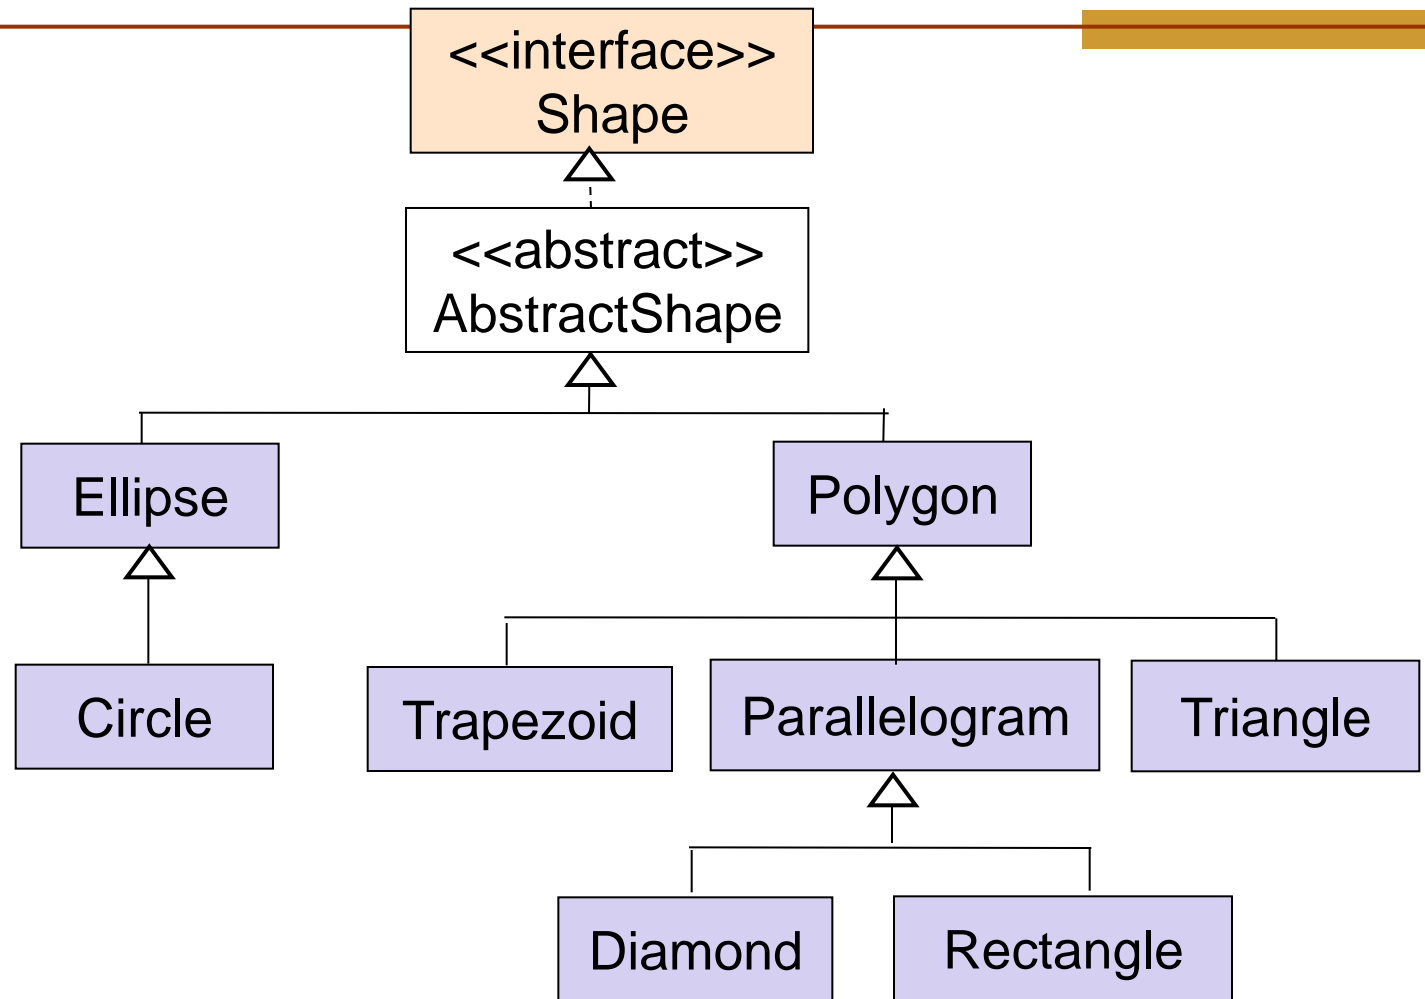 <<interface>>
Shape
<<abstract>>
AbstractShape
Ellipse
Polygon
Circle
Trapezoid
Parallelogram
Triangle
Diamond
Rectangle